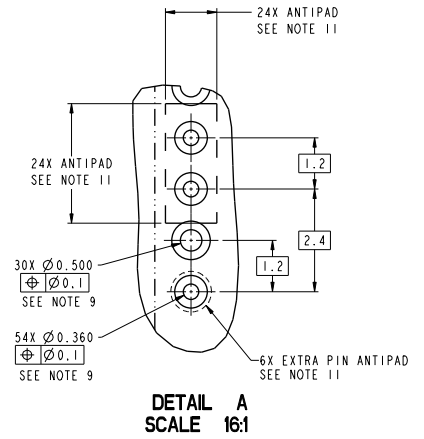 24X ANTIPAD
SEE NOTE 11
24X ANTIPAD
SEE NOTE 11
1.2
2.4
1.2
30X Ø0.500
⌖ Ø0.1
SEE NOTE 9
54X Ø0.360
⌖ Ø0.1
SEE NOTE 9
6X EXTRA PIN ANTIPAD
SEE NOTE 11
DETAIL A
SCALE 16:1